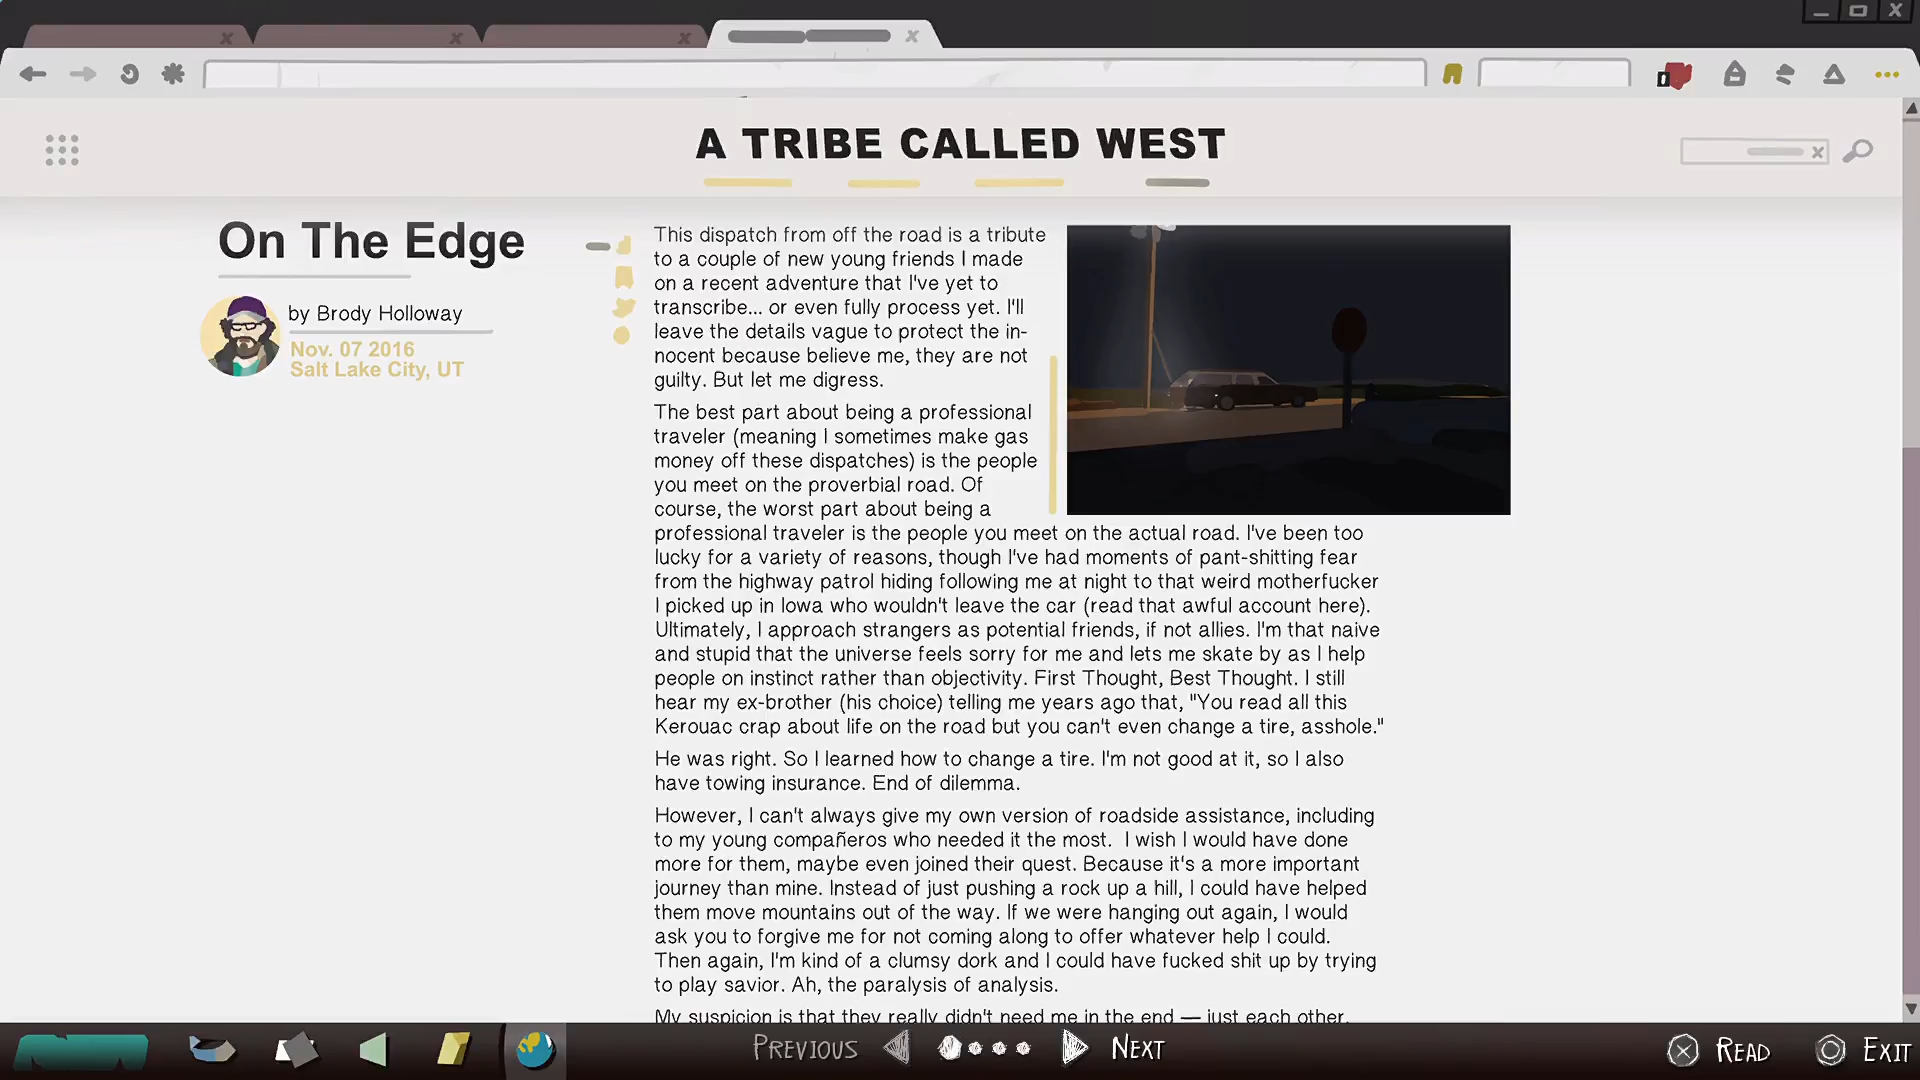 A TRIBE CALLED WEST
On The Edge
by Brody Holloway
Nov. 07 2016
Salt Lake City, UT
This dispatch from off the road is a tribute
to a couple of new young friends I made
on a recent adventure that I've yet to
transcribe... or even fully process yet. I'll
leave the details vague to protect the in-
nocent because believe me, they are not
guilty. But let me digress.
The best part about being a professional
traveler (meaning I sometimes make gas
money off these dispatches) is the people
you meet on the proverbial road. Of
course, the worst part about being a
professional traveler is the people you meet on the actual road. I've been too
lucky for a variety of reasons, though I've had moments of pant-shitting fear
from the highway patrol hiding following me at night to that weird motherfucker
I picked up in Iowa who wouldn't leave the car (read that awful account here).
Ultimately, I approach strangers as potential friends, if not allies. I'm that naive
and stupid that the universe feels sorry for me and lets me skate by as I help
people on instinct rather than objectivity. First Thought, Best Thought. I still
hear my ex-brother (his choice) telling me years ago that, "You read all this
Kerouac crap about life on the road but you can't even change a tire, asshole."
He was right. So I learned how to change a tire. I'm not good at it, so I also
have towing insurance. End of dilemma.
However, I can't always give my own version of roadside assistance, including
to my young compañeros who needed it the most.  I wish I would have done
more for them, maybe even joined their quest. Because it's a more important
journey than mine. Instead of just pushing a rock up a hill, I could have helped
them move mountains out of the way. If we were hanging out again, I would
ask you to forgive me for not coming along to offer whatever help I could.
Then again, I'm kind of a clumsy dork and I could have fucked shit up by trying
to play savior. Ah, the paralysis of analysis.
My suspicion is that they really didn't need me in the end — just each other.
PREVIOUS
NEXT
READ
EXIT